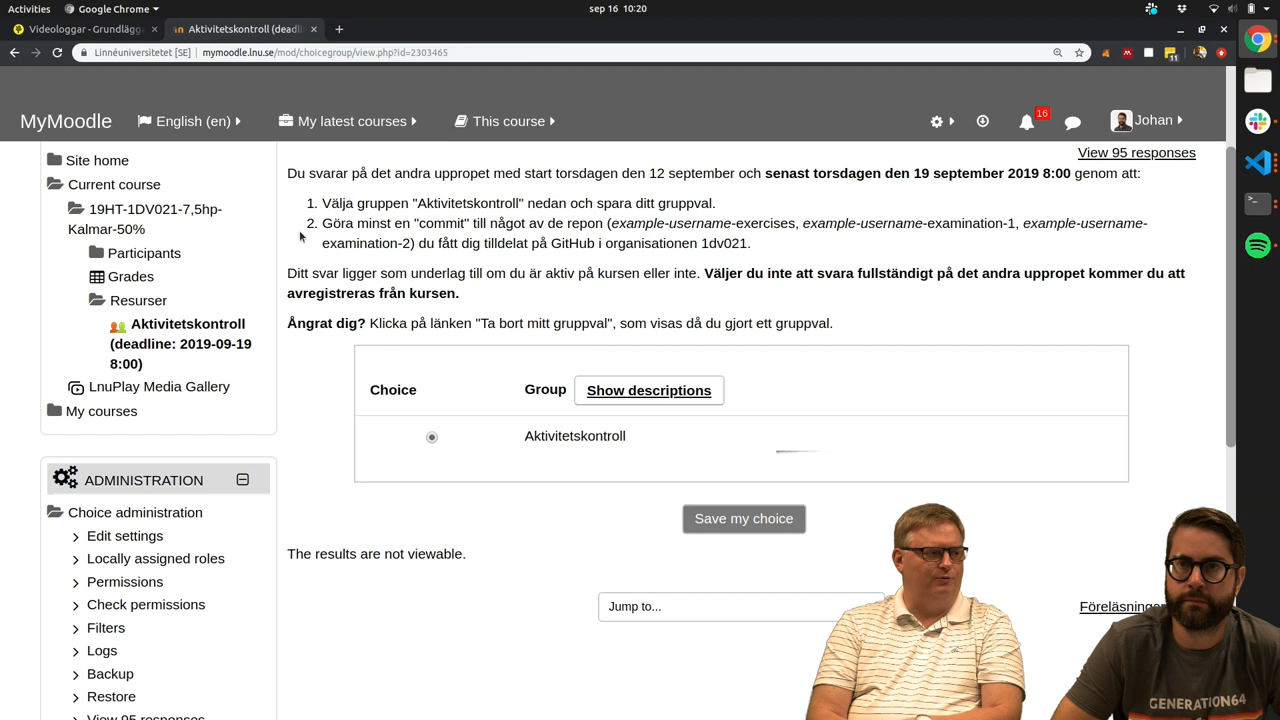 Activities
Google Chrome
sep 16 10:20
Videologgar - Grundlägg
Aktivitetskontroll (deadl
Linnéuniversitetet [SE] | mymoodle.lnu.se/mod/choicegroup/view.php?id=2303465
11
MyMoodle
English (en)
My latest courses
This course
16
Johan
Site home
Current course
19HT-1DV021-7,5hp-
Kalmar-50%
Participants
Grades
Resurser
Aktivitetskontroll
(deadline: 2019-09-19
8:00)
LnuPlay Media Gallery
My courses
ADMINISTRATION
Choice administration
Edit settings
Locally assigned roles
Permissions
Check permissions
Filters
Logs
Backup
Restore
View 95 responses
View 95 responses
Du svarar på det andra uppropet med start torsdagen den 12 september och senast torsdagen den 19 september 2019 8:00 genom att:
1. Välja gruppen "Aktivitetskontroll" nedan och spara ditt gruppval.
2. Göra minst en "commit" till något av de repon (example-username-exercises, example-username-examination-1, example-username-
examination-2) du fått dig tilldelat på GitHub i organisationen 1dv021.
Ditt svar ligger som underlag till om du är aktiv på kursen eller inte. Väljer du inte att svara fullständigt på det andra uppropet kommer du att
avregistreras från kursen.
Ångrat dig? Klicka på länken "Ta bort mitt gruppval", som visas då du gjort ett gruppval.
Choice
Group
Show descriptions
Aktivitetskontroll
Save my choice
The results are not viewable.
Jump to...
GENERATION64